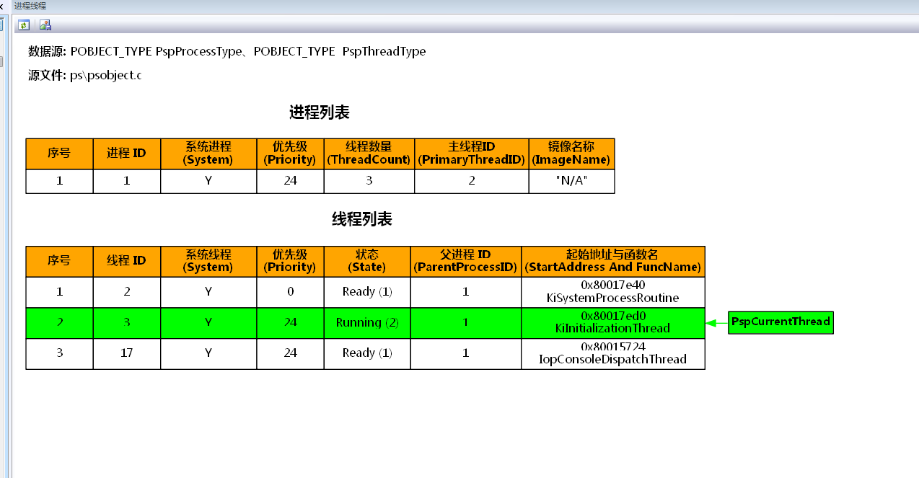 进程线程
数据源: POBJECT_TYPE PspProcessType、POBJECT_TYPE PspThreadType
源文件: ps\psobject.c
进程列表
序号 进程 ID 系统进程 (System) 优先级 (Priority) 线程数量 (ThreadCount) 主线程ID (PrimaryThreadID) 镜像名称 (ImageName)
1 1 Y 24 3 2 "N/A"
线程列表
序号 线程 ID 系统线程 (System) 优先级 (Priority) 状态 (State) 父进程 ID (ParentProcessID) 起始地址与函数名 (StartAddress And FuncName)
1 2 Y 0 Ready (1) 1 0x80017e40 KiSystemProcessRoutine
2 3 Y 24 Running (2) 1 0x80017ed0 KiInitializationThread PspCurrentThread
3 17 Y 24 Ready (1) 1 0x80015724 IopConsoleDispatchThread